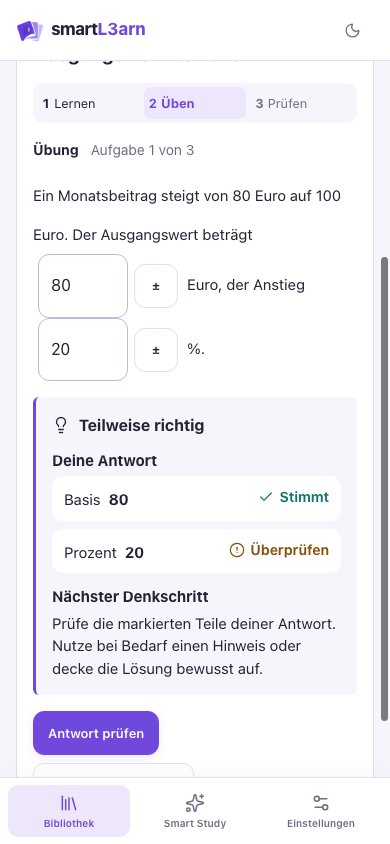 smartL3arn
1 Lernen
2 Üben
3 Prüfen
Übung Aufgabe 1 von 3
Ein Monatsbeitrag steigt von 80 Euro auf 100
Euro. Der Ausgangswert beträgt
80 ± Euro, der Anstieg
20 ± %.
Teilweise richtig
Deine Antwort
Basis 80 Stimmt
Prozent 20 Überprüfen
Nächster Denkschritt
Prüfe die markierten Teile deiner Antwort.
Nutze bei Bedarf einen Hinweis oder
decke die Lösung bewusst auf.
Antwort prüfen
Bibliothek
Smart Study
Einstellungen